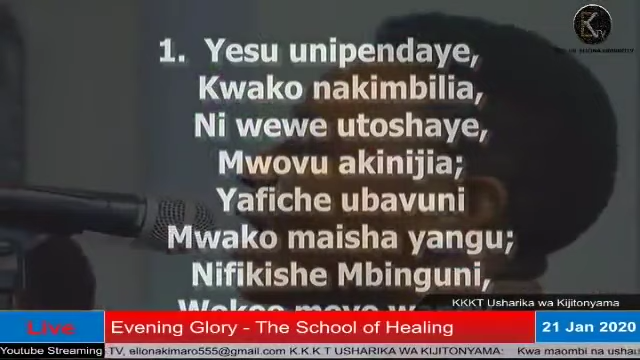 1. Yesu unipendaye,
Kwako nakimbilia,
Ni wewe utoshaye,
Mwovu akinijia;
Yafiche ubavuni
Mwako maisha yangu;
Nifikishe Mbinguni,
KKKT Usharika wa Kijitonyama
Live Evening Glory - The School of Healing 21 Jan 2020
Youtube Streaming .TV, ellonakimaro555@gmail.com K.K.K.T USHARIKA WA KIJITONYAMA: Kwa maombi na usha